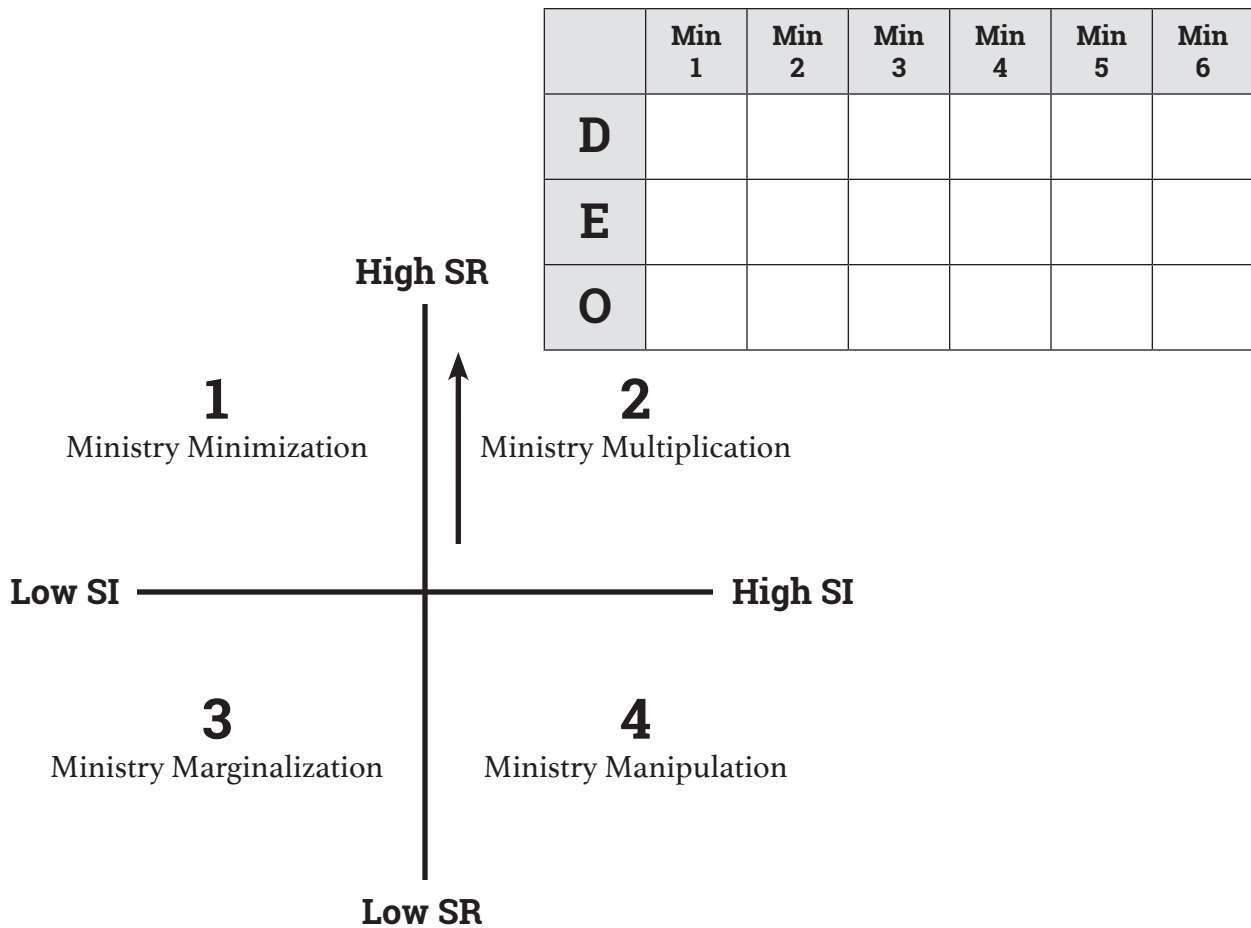 Min Min Min Min Min Min
1 2 3 4 5 6
D
E
O
High SR
1 2
Ministry Minimization Ministry Multiplication
Low SI High SI
3 4
Ministry Marginalization Ministry Manipulation
Low SR